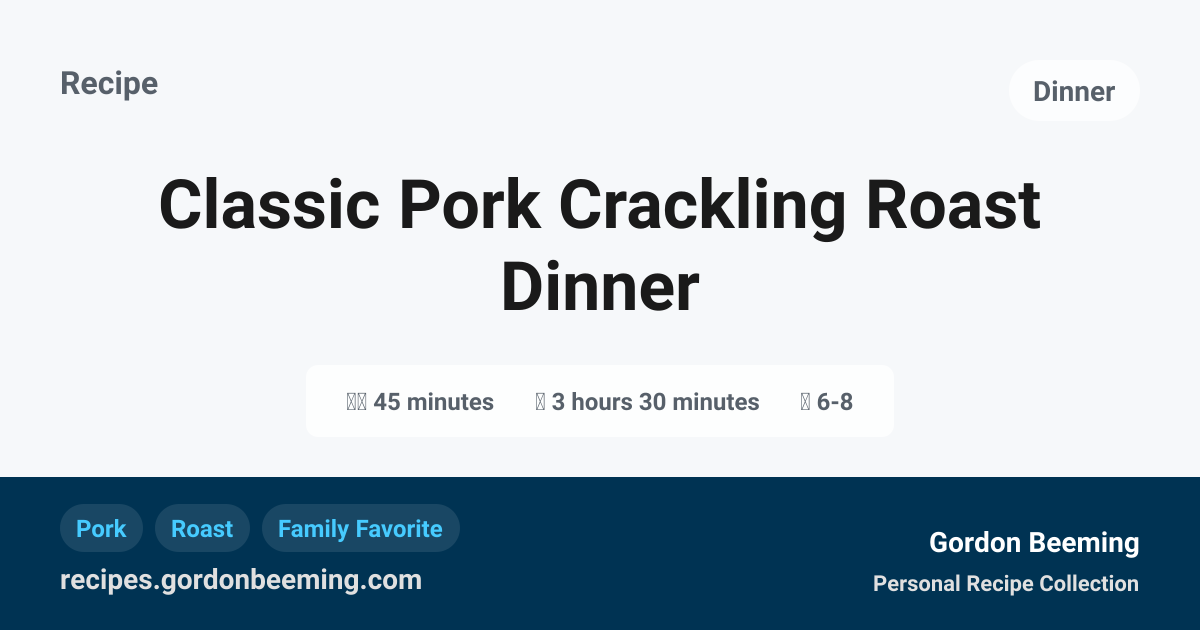 Recipe
Dinner
Classic Pork Crackling Roast
Dinner
45 minutes 3 hours 30 minutes 6-8
Pork Roast Family Favorite
recipes.gordonbeeming.com
Gordon Beeming
Personal Recipe Collection